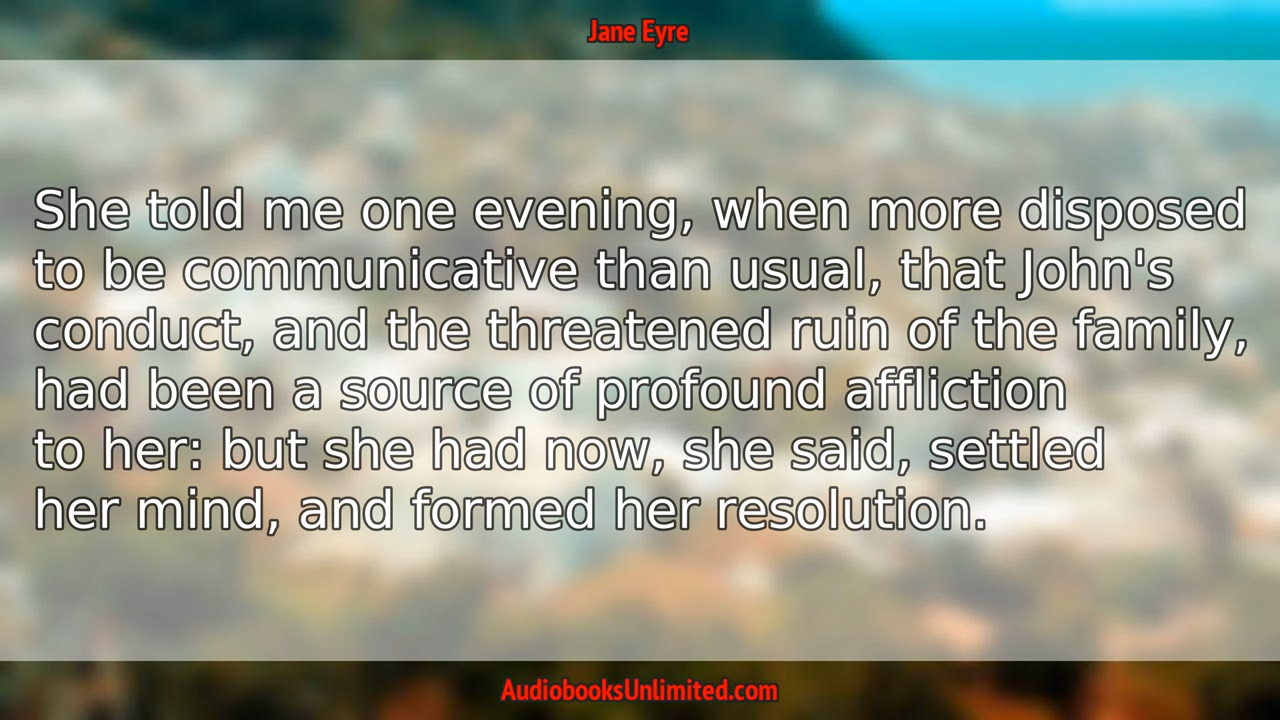 Jane Eyre
She told me one evening, when more disposed
to be communicative than usual, that John's
conduct, and the threatened ruin of the family,
had been a source of profound affliction
to her: but she had now, she said, settled
her mind, and formed her resolution.
AudiobooksUnlimited.com